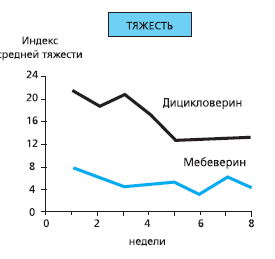 ТЯЖЕСТЬ
Индекс
средней тяжести
24
20
16
12
8
4
0
Дицикловерин
Мебеверин
0 2 4 6 8
недели